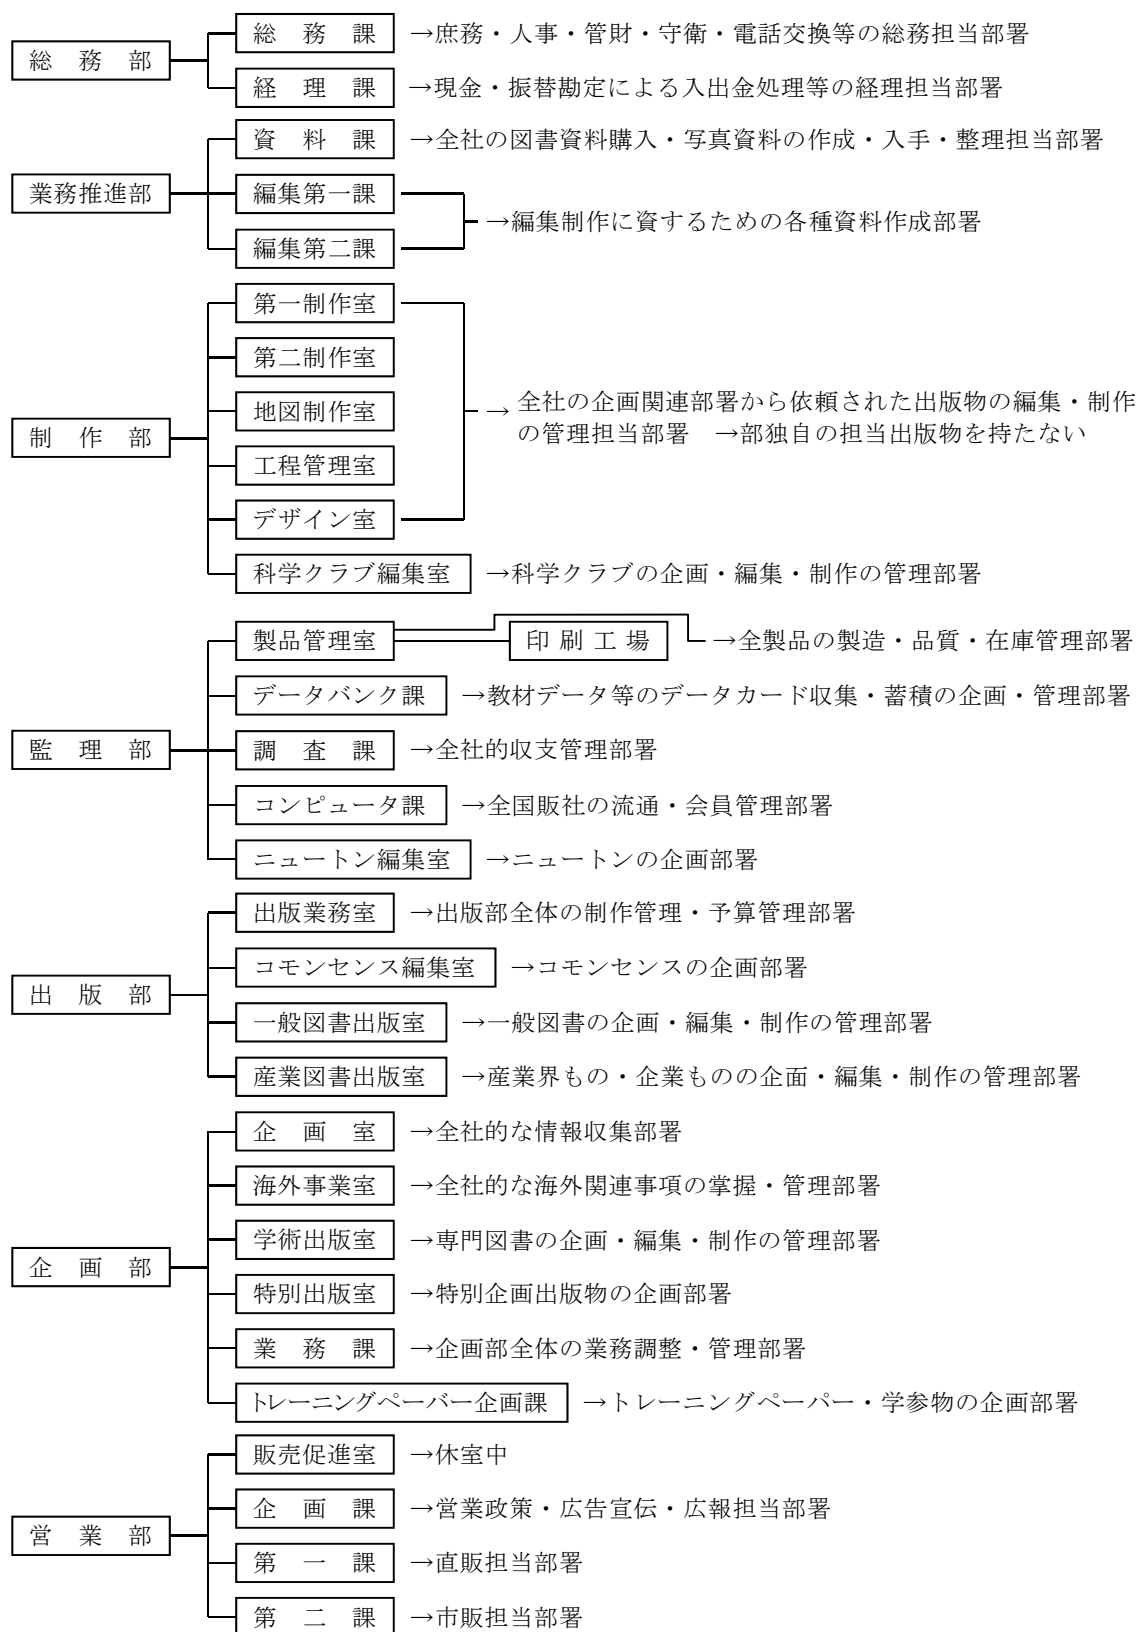 総務部
総務課 →庶務・人事・管財・守衛・電話交換等の総務担当部署
経理課 →現金・振替勘定による入出金処理等の経理担当部署
業務推進部
資料課 →全社の図書資料購入・写真資料の作成・入手・整理担当部署
編集第一課
編集第二課
→編集制作に資するための各種資料作成部署
制作部
第一制作室
第二制作室
地図制作室
工程管理室
デザイン室
→全社の企画関連部署から依頼された出版物の編集・制作
の管理担当部署 →部独自の担当出版物を持たない
科学クラブ編集室 →科学クラブの企画・編集・制作の管理部署
監理部
製品管理室 印刷工場 →全製品の製造・品質・在庫管理部署
データバンク課 →教材データ等のデータカード収集・蓄積の企画・管理部署
調査課 →全社的収支管理部署
コンピュータ課 →全国販社の流通・会員管理部署
ニュートン編集室 →ニュートンの企画部署
出版部
出版業務室 →出版部全体の制作管理・予算管理部署
コモンセンス編集室 →コモンセンスの企画部署
一般図書出版室 →一般図書の企画・編集・制作の管理部署
産業図書出版室 →産業界もの・企業ものの企面・編集・制作の管理部署
企画部
企画室 →全社的な情報収集部署
海外事業室 →全社的な海外関連事項の掌握・管理部署
学術出版室 →専門図書の企画・編集・制作の管理部署
特別出版室 →特別企画出版物の企画部署
業務課 →企画部全体の業務調整・管理部署
トレーニングペーバー企画課 →トレーニングペーパー・学参物の企画部署
営業部
販売促進室 →休室中
企画課 →営業政策・広告宣伝・広報担当部署
第一課 →直販担当部署
第二課 →市販担当部署